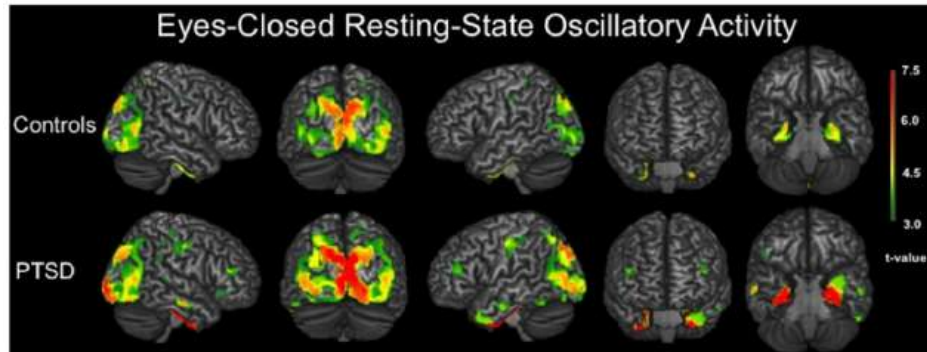 Eyes-Closed Resting-State Oscillatory Activity
Controls
PTSD
7.5
6.0
4.5
3.0
t-value